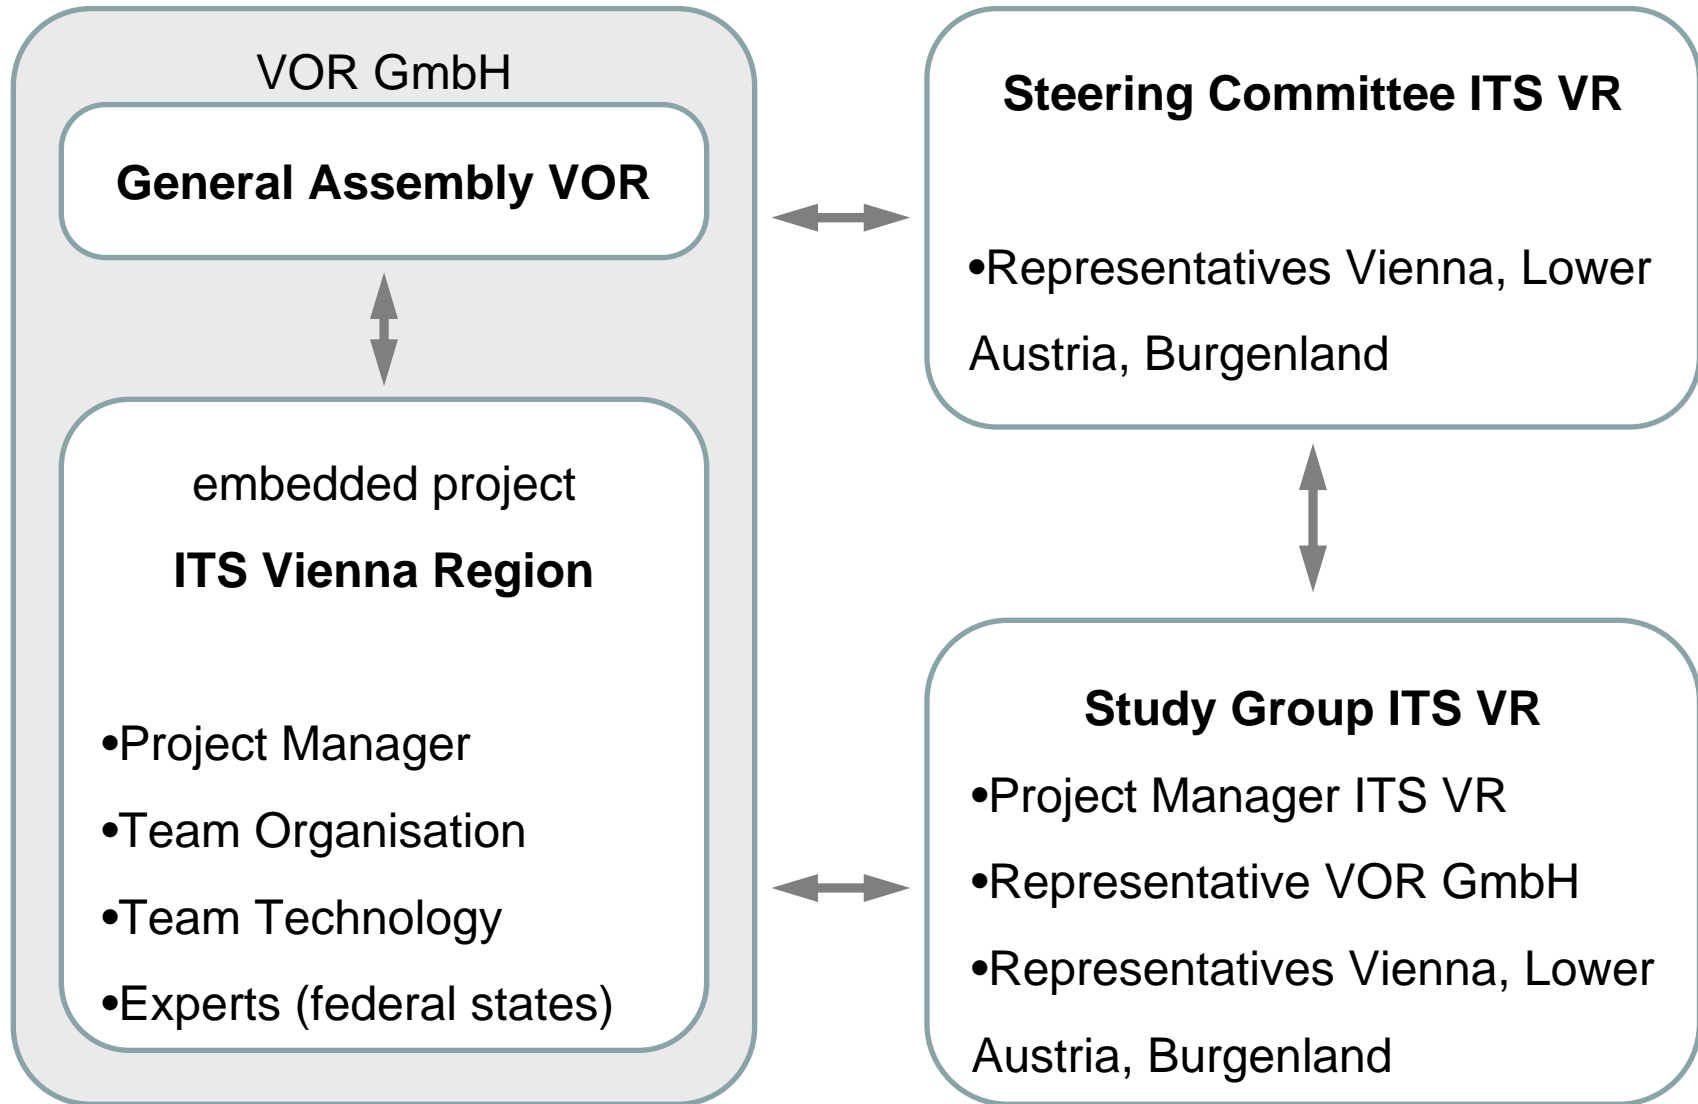 VOR GmbH
General Assembly VOR
embedded project
ITS Vienna Region
•Project Manager
•Team Organisation
•Team Technology
•Experts (federal states)
Steering Committee ITS VR
•Representatives Vienna, Lower
Austria, Burgenland
Study Group ITS VR
•Project Manager ITS VR
•Representative VOR GmbH
•Representatives Vienna, Lower
Austria, Burgenland